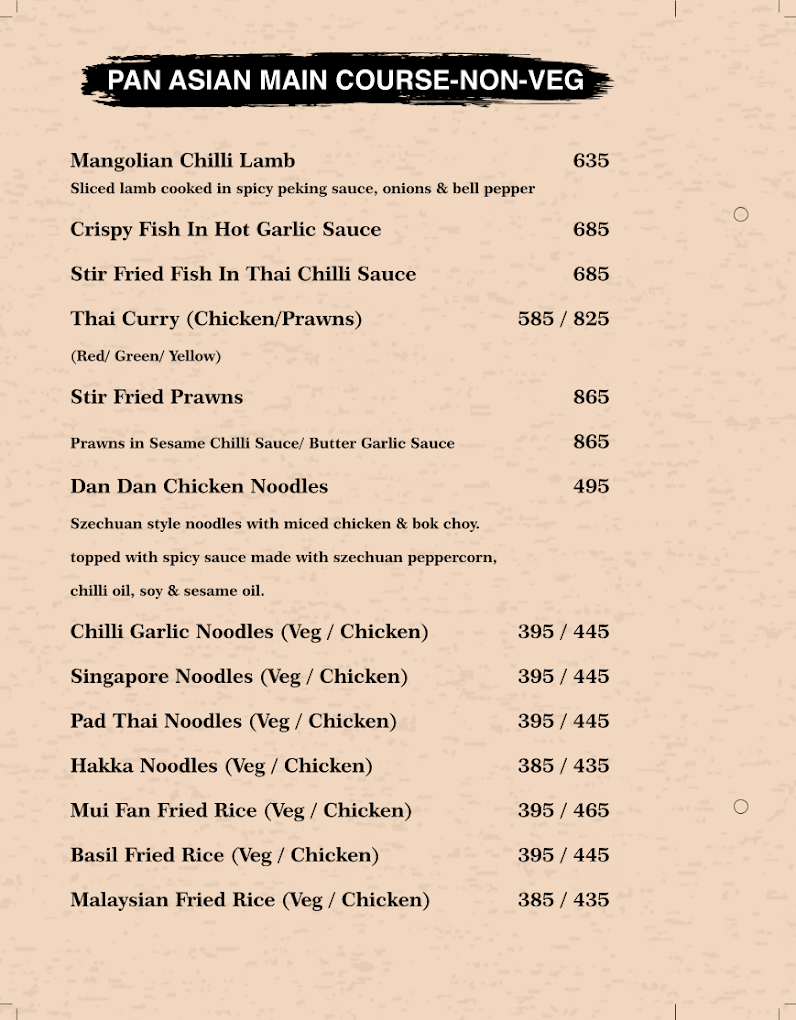 PAN ASIAN MAIN COURSE-NON-VEG
Mangolian Chilli Lamb 635
Sliced lamb cooked in spicy peking sauce, onions & bell pepper
Crispy Fish In Hot Garlic Sauce 685
Stir Fried Fish In Thai Chilli Sauce 685
Thai Curry (Chicken/Prawns) 585 / 825
(Red/ Green/ Yellow)
Stir Fried Prawns 865
Prawns in Sesame Chilli Sauce/ Butter Garlic Sauce 865
Dan Dan Chicken Noodles 495
Szechuan style noodles with miced chicken & bok choy.
topped with spicy sauce made with szechuan peppercorn,
chilli oil, soy & sesame oil.
Chilli Garlic Noodles (Veg / Chicken) 395 / 445
Singapore Noodles (Veg / Chicken) 395 / 445
Pad Thai Noodles (Veg / Chicken) 395 / 445
Hakka Noodles (Veg / Chicken) 385 / 435
Mui Fan Fried Rice (Veg / Chicken) 395 / 465
Basil Fried Rice (Veg / Chicken) 395 / 445
Malaysian Fried Rice (Veg / Chicken) 385 / 435